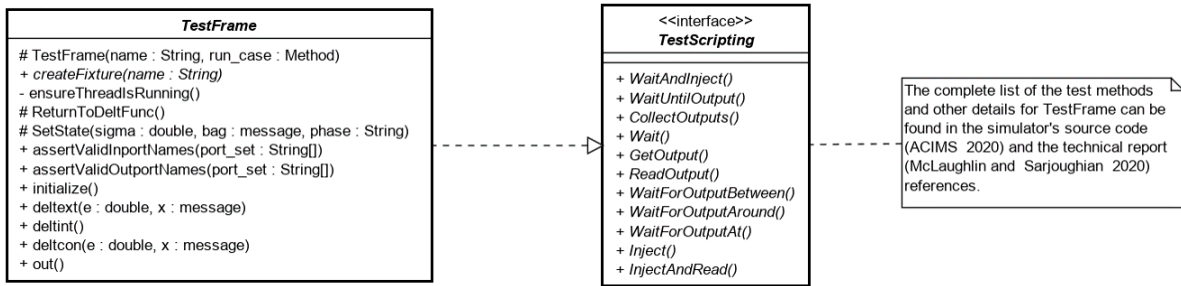 TestFrame
# TestFrame(name : String, run_case : Method)
+ createFixture(name : String)
- ensureThreadIsRunning()
# ReturnToDeltFunc()
# SetState(sigma : double, bag : message, phase : String)
+ assertValidInportNames(port_set : String[])
+ assertValidOutportNames(port_set : String[])
+ initialize()
+ deltext(e : double, x : message)
+ deltint()
+ deltcon(e : double, x : message)
+ out()
<<interface>>
TestScripting
+ WaitAndInject()
+ WaitUntilOutput()
+ CollectOutputs()
+ Wait()
+ GetOutput()
+ ReadOutput()
+ WaitForOutputBetween()
+ WaitForOutputAround()
+ WaitForOutputAt()
+ Inject()
+ InjectAndRead()
The complete list of the test methods
and other details for TestFrame can be
found in the simulator's source code
(ACIMS 2020) and the technical report
(McLaughlin and Sarjoughian 2020)
references.